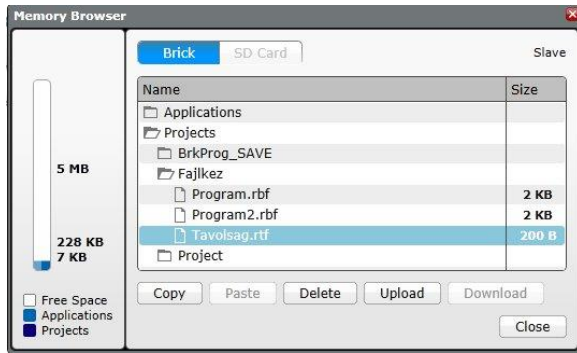 Memory Browser
Brick SD Card Slave
Name Size
Applications
Projects
BrkProg_SAVE
Fajlkez
Program.rbf 2 KB
Program2.rbf 2 KB
Tavolsag.rtf 200 B
Project
5 MB
228 KB
7 KB
Free Space
Applications
Projects
Copy Paste Delete Upload Download
Close